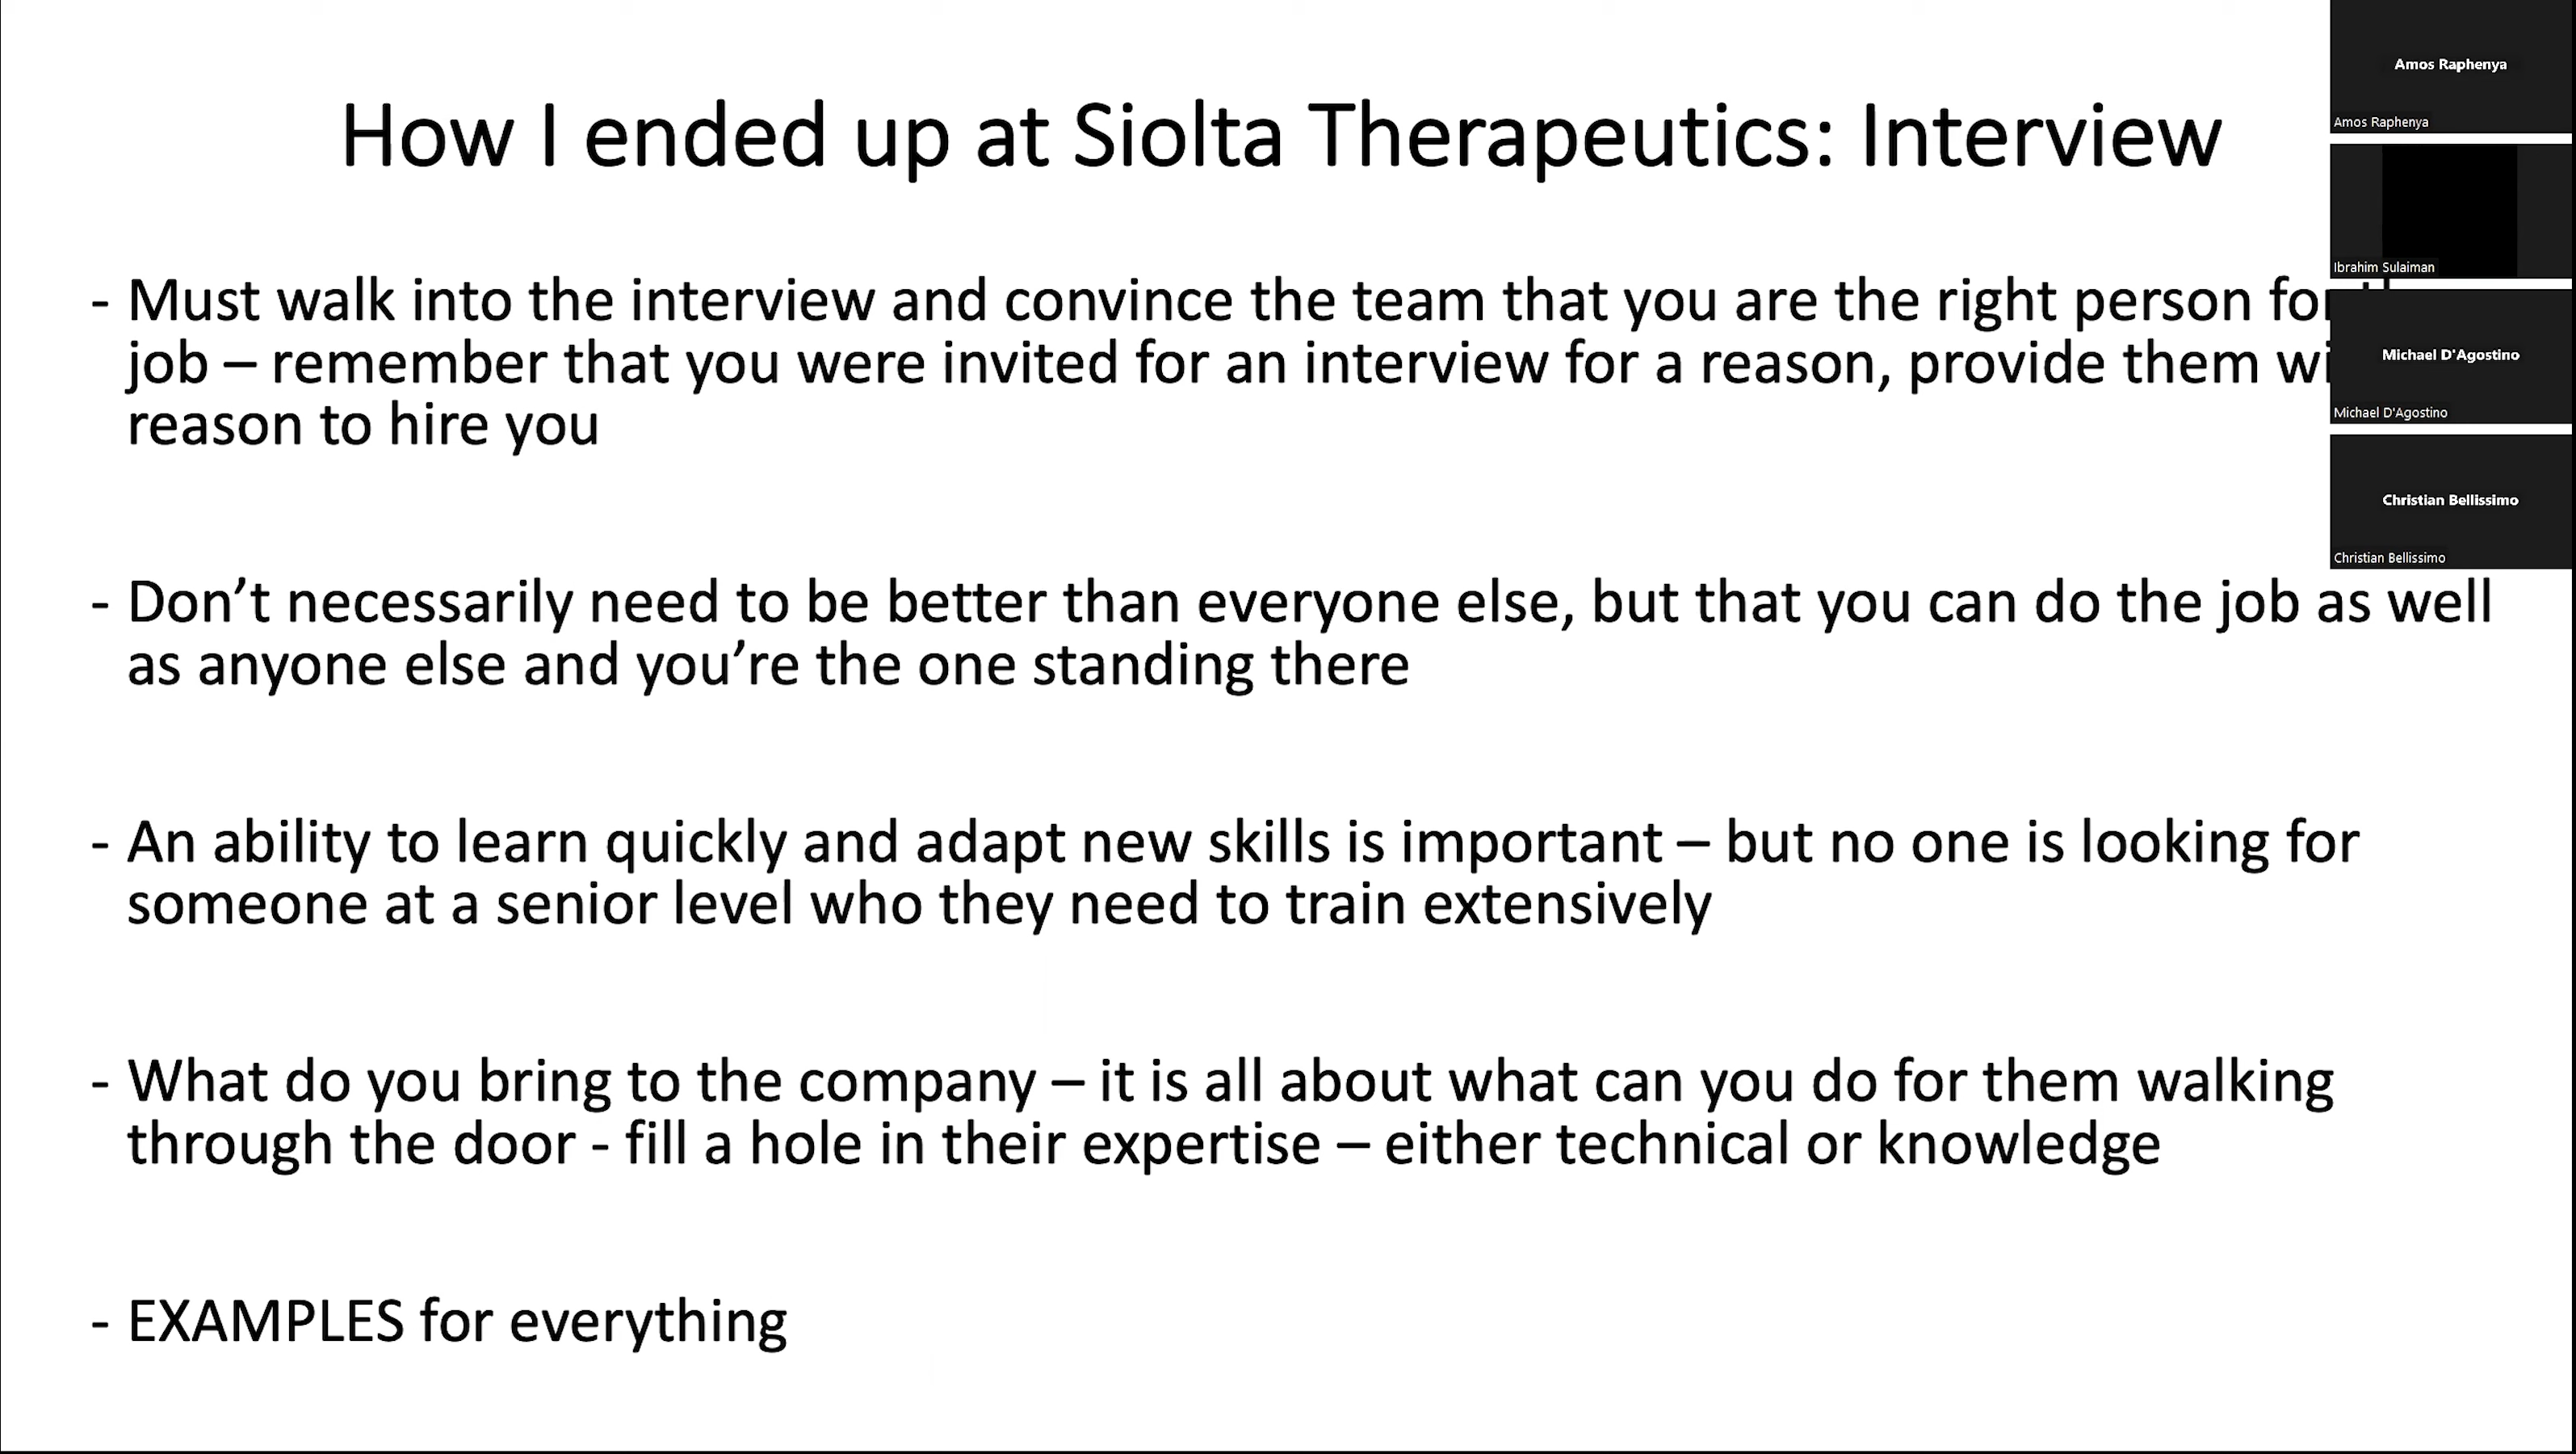 How I ended up at Siolta Therapeutics: Interview
- Must walk into the interview and convince the team that you are the right person for
job – remember that you were invited for an interview for a reason, provide them
reason to hire you
- Don’t necessarily need to be better than everyone else, but that you can do the job as well
as anyone else and you’re the one standing there
- An ability to learn quickly and adapt new skills is important – but no one is looking for
someone at a senior level who they need to train extensively
- What do you bring to the company – it is all about what can you do for them walking
through the door - fill a hole in their expertise – either technical or knowledge
- EXAMPLES for everything
Amos Raphenya
Amos Raphenya
Ibrahim Sulaiman
Michael D'Agostino
Michael D'Agostino
Christian Bellissimo
Christian Bellissimo